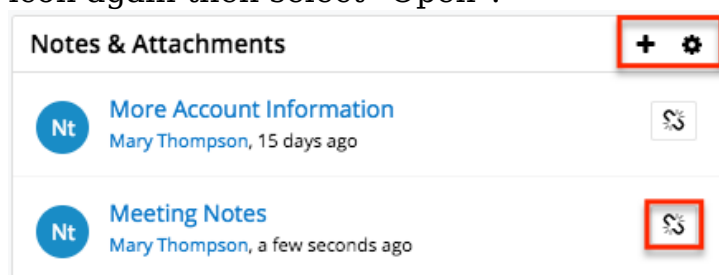 icon again then select "Open".
Notes & Attachments
Nt
More Account Information
Mary Thompson, 15 days ago
Nt
Meeting Notes
Mary Thompson, a few seconds ago